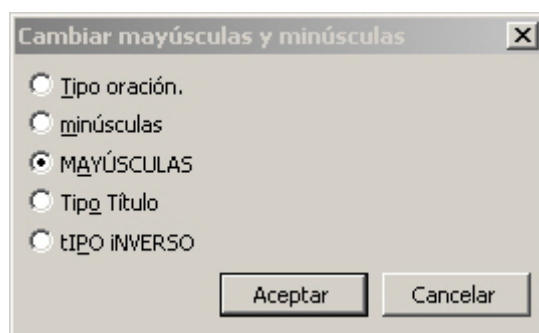 Cambiar mayúsculas y minúsculas
Tipo oración.
minúsculas
MAYÚSCULAS
Tipo Título
tIPO iNVERSO
Aceptar Cancelar